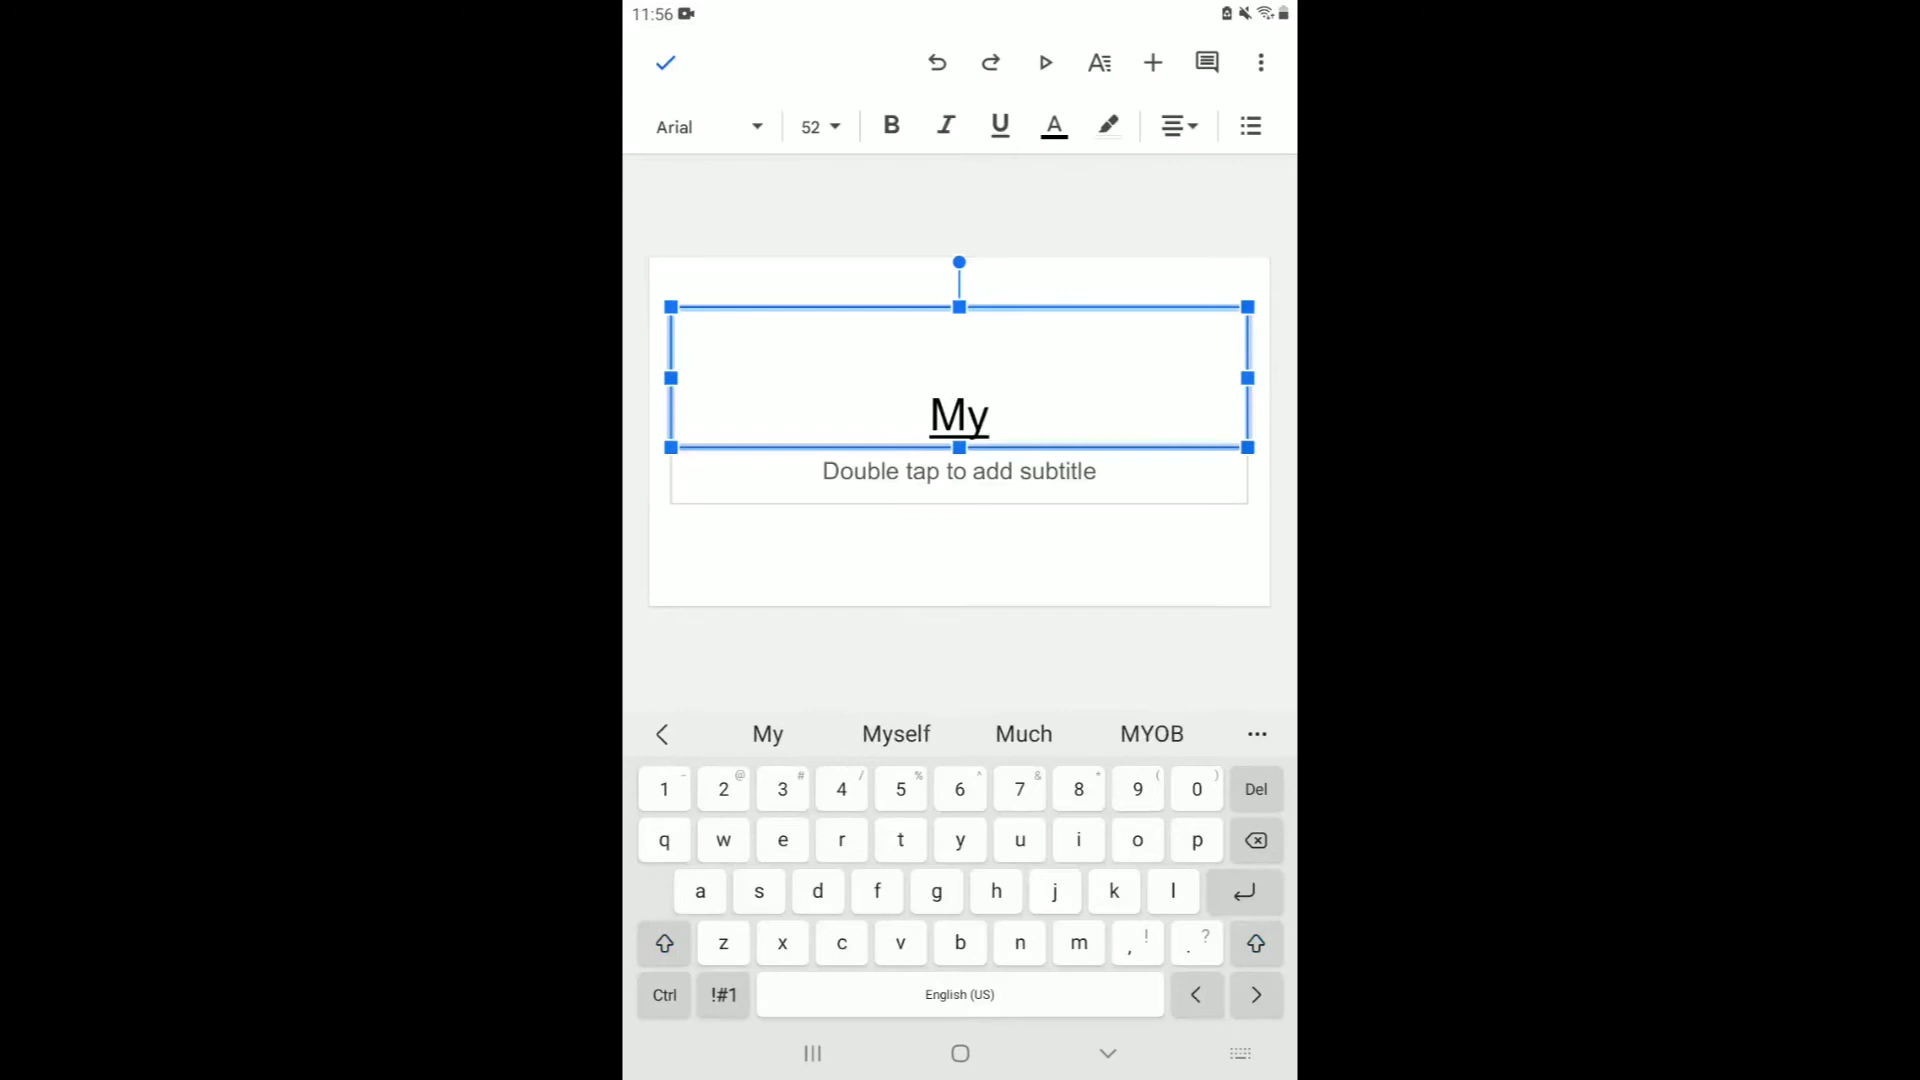 11:56
Arial 52 B I U A
My
Double tap to add subtitle
My Myself Much MYOB ...
1 - 2 @ 3 # 4 / 5 % 6 ^ 7 & 8 * 9 ( 0 ) Del
q w e r t y u i o p
a s d f g h j k l
z x c v b n m , ! . ?
Ctrl !#1 English (US) < >